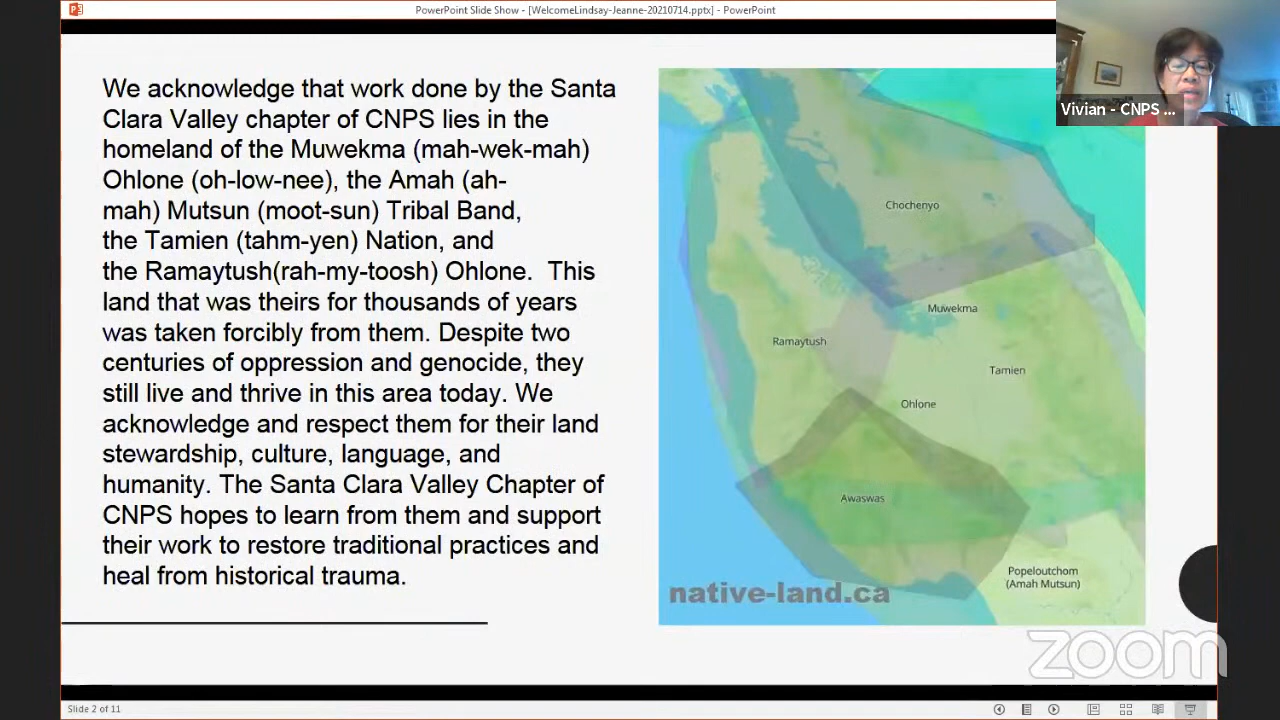 PowerPoint Slide Show - [WelcomeLindsay-Jeanne-20210714.pptx] - PowerPoint
We acknowledge that work done by the Santa
Clara Valley chapter of CNPS lies in the
homeland of the Muwekma (mah-wek-mah)
Ohlone (oh-low-nee), the Amah (ah-
mah) Mutsun (moot-sun) Tribal Band,
the Tamien (tahm-yen) Nation, and
the Ramaytush(rah-my-toosh) Ohlone.  This
land that was theirs for thousands of years
was taken forcibly from them. Despite two
centuries of oppression and genocide, they
still live and thrive in this area today. We
acknowledge and respect them for their land
stewardship, culture, language, and
humanity. The Santa Clara Valley Chapter of
CNPS hopes to learn from them and support
their work to restore traditional practices and
heal from historical trauma.
Chochenyo
Muwekma
Ramaytush
Tamien
Ohlone
Awaswas
Popeloutchom
(Amah Mutsun)
native-land.ca
Vivian - CNPS ...
zoom
Slide 2 of 11